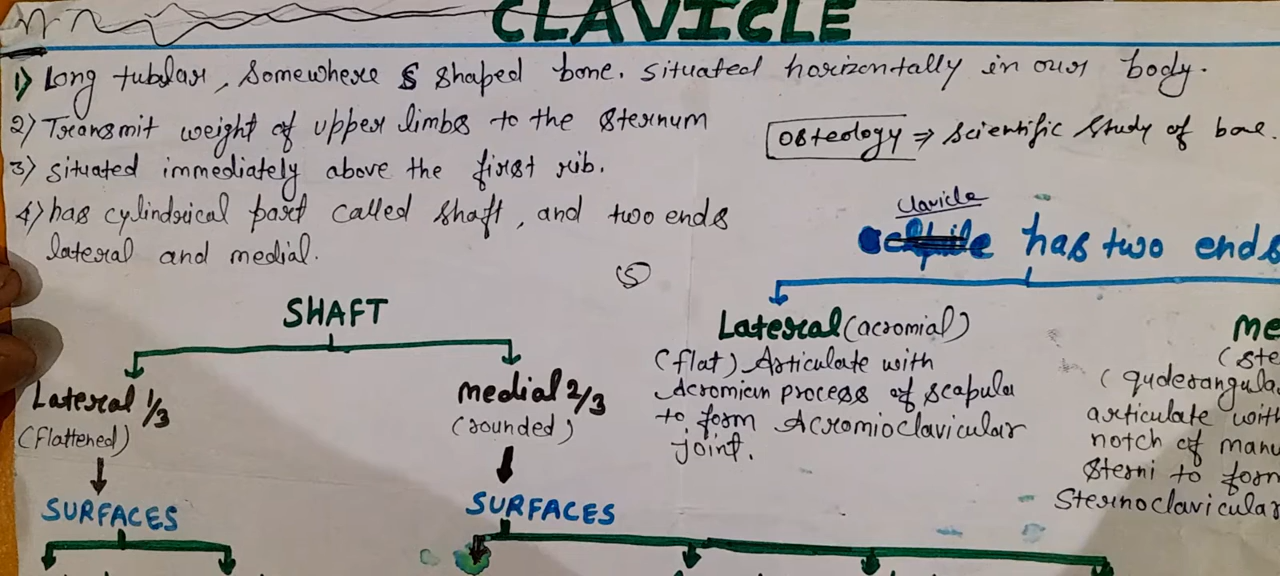 CLAVICLE
1) Long tubular, Somewhere S shaped bone. situated horizontally in our body.
2) Transmit weight of upper limbs to the sternum
Osteology ⇒ Scientific Study of bone.
3) situated immediately above the first rib.
4) has cylindrical part called shaft, and two ends
lateral and medial.
Clavicle
has two ends
(S)
SHAFT
Lateral 1/3
(flattened)
SURFACES
medial 2/3
(rounded)
SURFACES
Lateral (acromial)
(flat) Articulate with
Acromian process of scapula
to form Acromioclavicular
joint.
Me
(ste
(quderangula
articulate with
notch of manu
sterni to form
Sternoclavicular